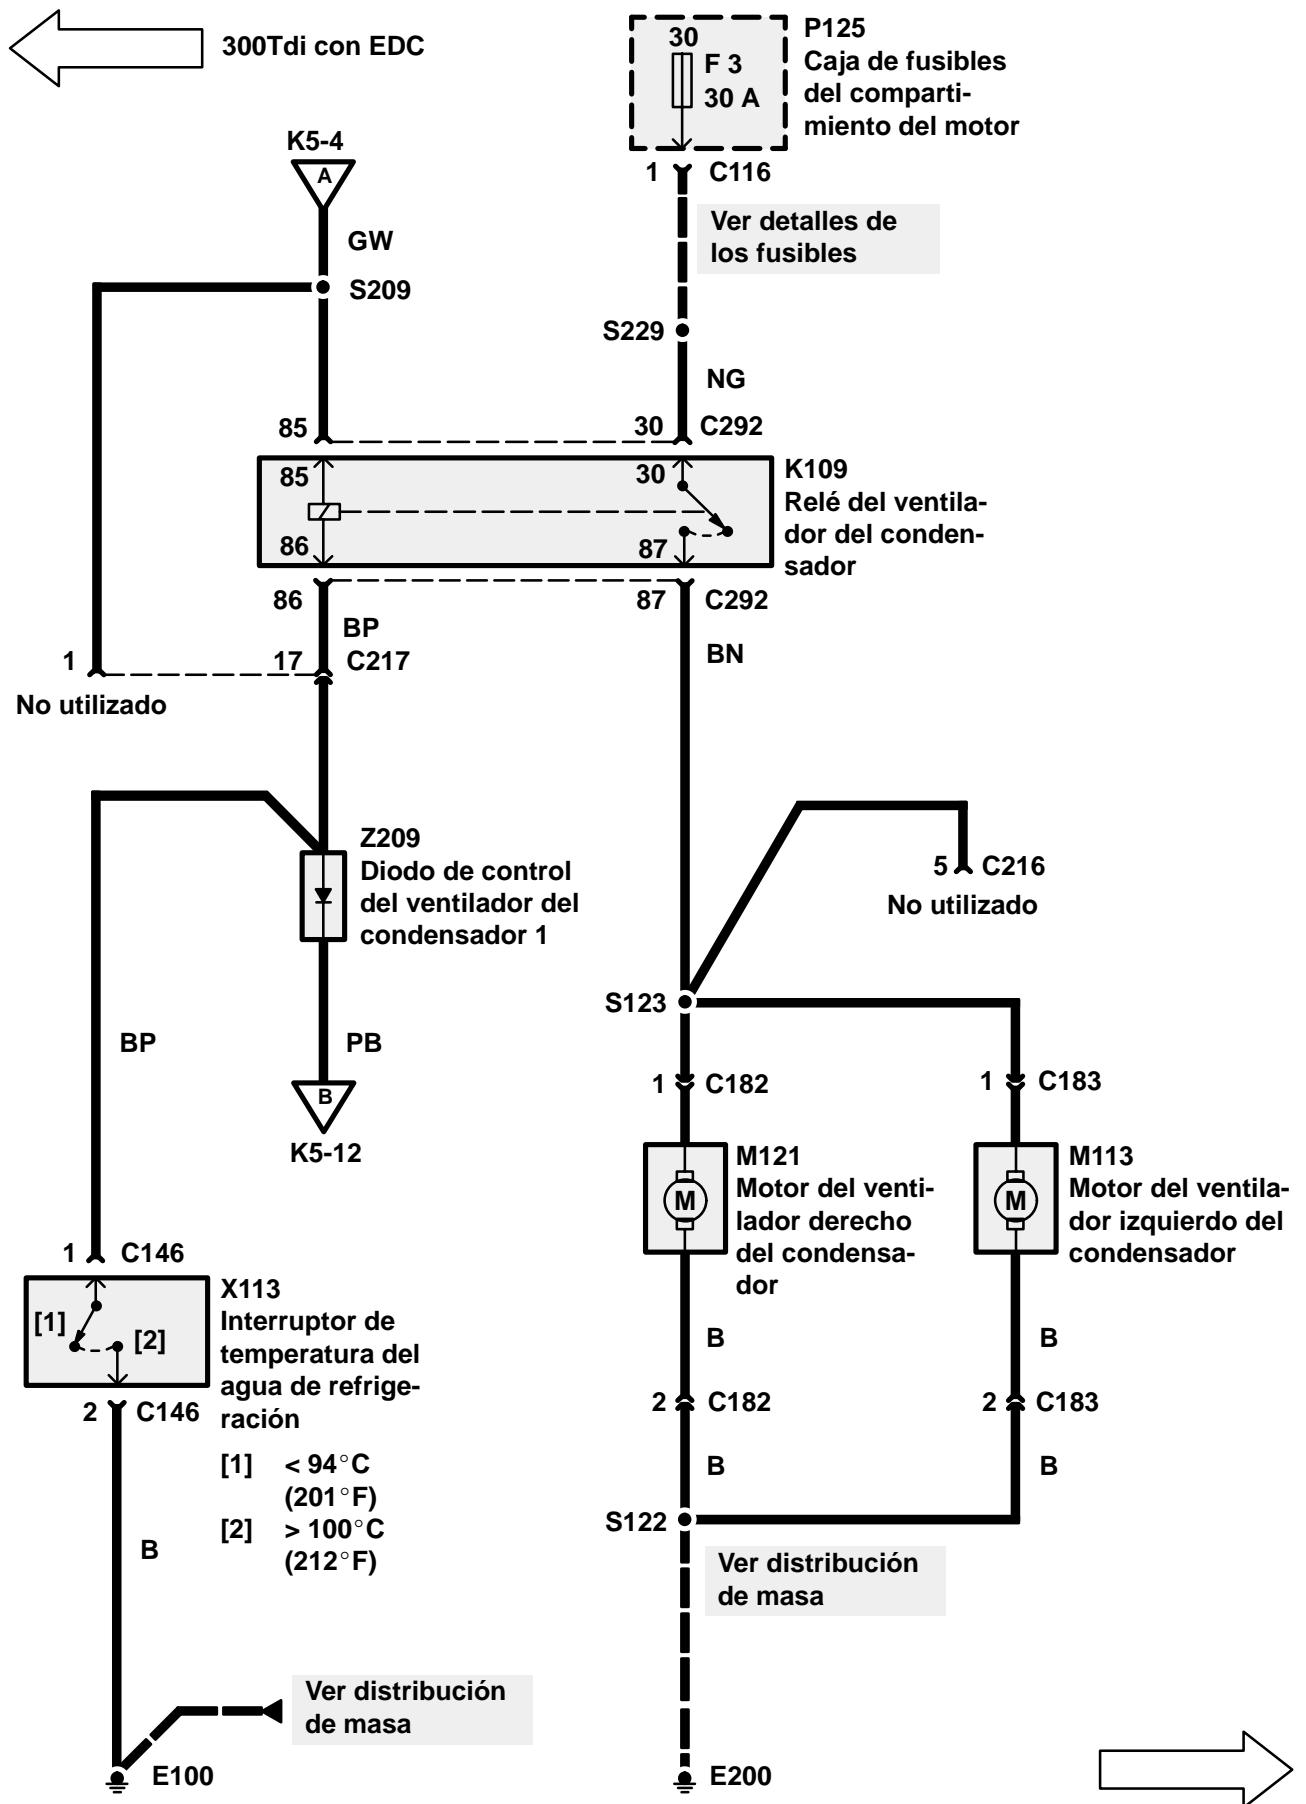 300Tdi con EDC
30
F 3
30 A
P125
Caja de fusibles
del comparti-
miento del motor
K5-4
A
1
C116
Ver detalles de
los fusibles
GW
S209
S229
NG
85
30
C292
85
30
86
87
K109
Relé del ventila-
dor del conden-
sador
86
87
C292
BP
BN
1
17
C217
No utilizado
Z209
Diodo de control
del ventilador del
condensador 1
5
C216
No utilizado
S123
BP
PB
1
C182
1
C183
B
K5-12
M121
Motor del venti-
lador derecho
del condensa-
dor
M
M113
Motor del ventila-
dor izquierdo del
condensador
M
1
C146
X113
Interruptor de
temperatura del
agua de refrige-
ración
[1]
[2]
B
B
2
C146
2
C182
2
C183
[1] < 94°C
(201°F)
[2] > 100°C
(212°F)
B
B
S122
B
Ver distribución
de masa
Ver distribución
de masa
E100
E200